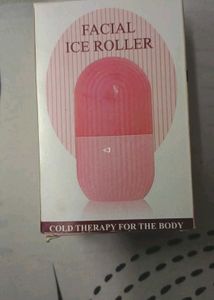 FACIAL
ICE ROLLER
COLD THERAPY FOR THE BODY